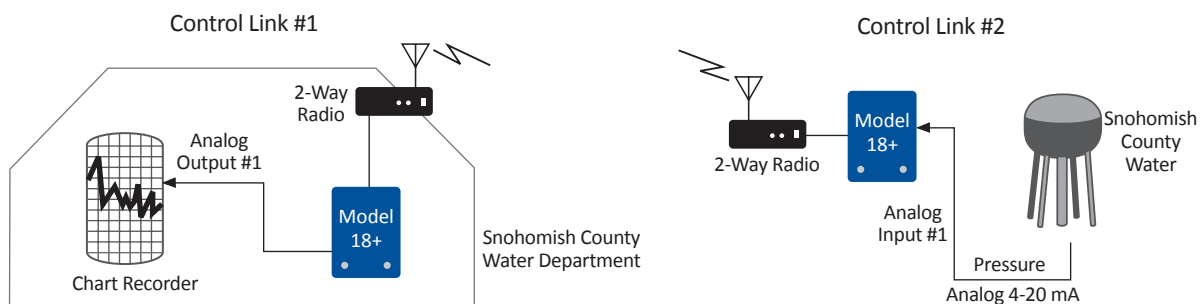 Control Link #1
2-Way
Radio
Analog
Output #1
Model
18+
Chart Recorder
Snohomish County
Water Department
Control Link #2
2-Way Radio
Model
18+
Snohomish
County
Water
Analog
Input #1
Pressure
Analog 4-20 mA